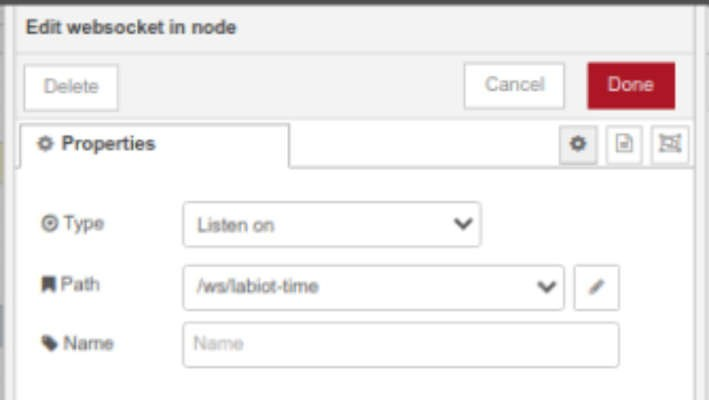 Edit websocket in node
Delete
Cancel
Done
Properties
Type
Listen on
Path
/ws/labiot-time
Name
Name